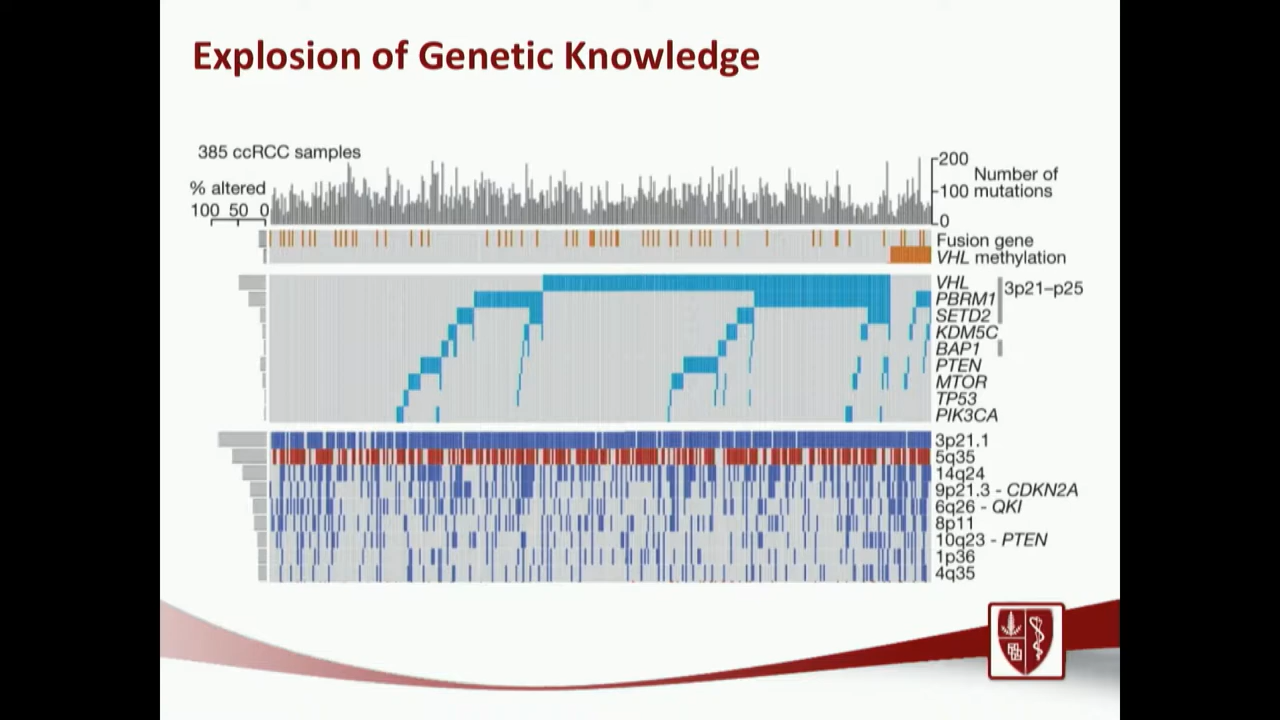 Explosion of Genetic Knowledge
385 ccRCC samples
% altered
100 50 0
200
100
0
Number of
mutations
Fusion gene
VHL methylation
VHL
PBRM1
SETD2
KDM5C
BAP1
PTEN
MTOR
TP53
PIK3CA
3p21–p25
3p21.1
5q35
14q24
9p21.3 - CDKN2A
6q26 - QKI
8p11
10q23 - PTEN
1p36
4q35